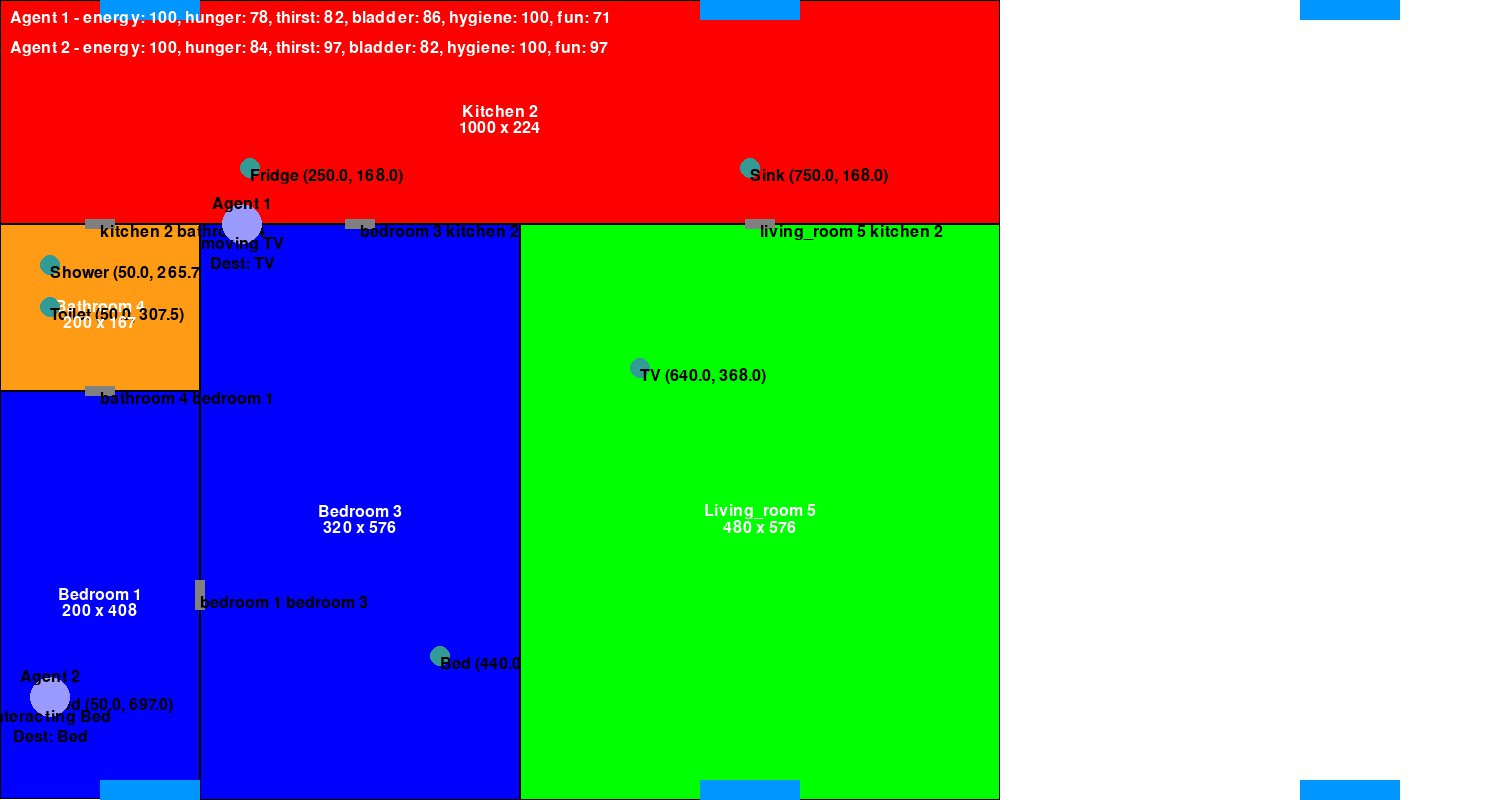 Agent 1 - energy: 100, hunger: 78, thirst: 82, bladder: 86, hygiene: 100, fun: 71
Agent 2 - energy: 100, hunger: 84, thirst: 97, bladder: 82, hygiene: 100, fun: 97
Kitchen 2
1000 x 224
Fridge (250.0, 168.0)
Sink (750.0, 168.0)
Agent 1
kitchen 2
bedroom 3 kitchen 2
living_room 5 kitchen 2
moving TV
Dest: TV
Shower (50.0, 265.7
Bathroom 4
Toilet (50.0, 307.5)
200 x 167
TV (640.0, 368.0)
bathroom 4 bedroom 1
Bedroom 3
320 x 576
Living_room 5
480 x 576
Bedroom 1
200 x 408
bedroom 1 bedroom 3
Bed (440.0
Agent 2
d (50.0, 697.0)
nteracting Bed
Dest: Bed